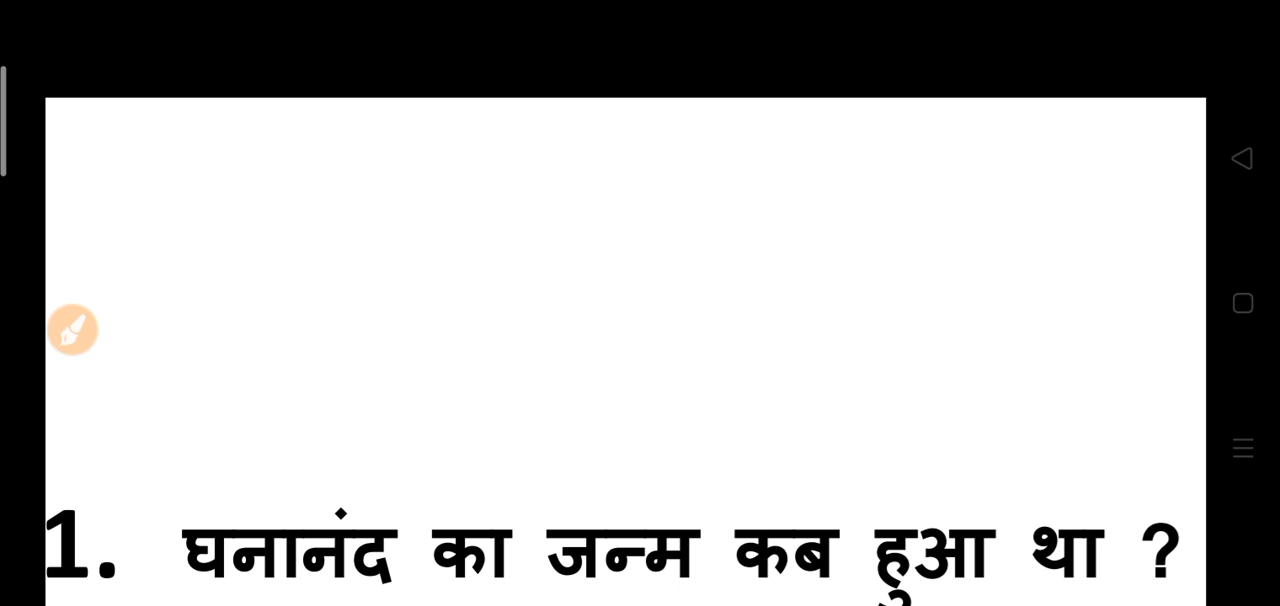 1. घनानंद का जन्म कब हुआ था ?